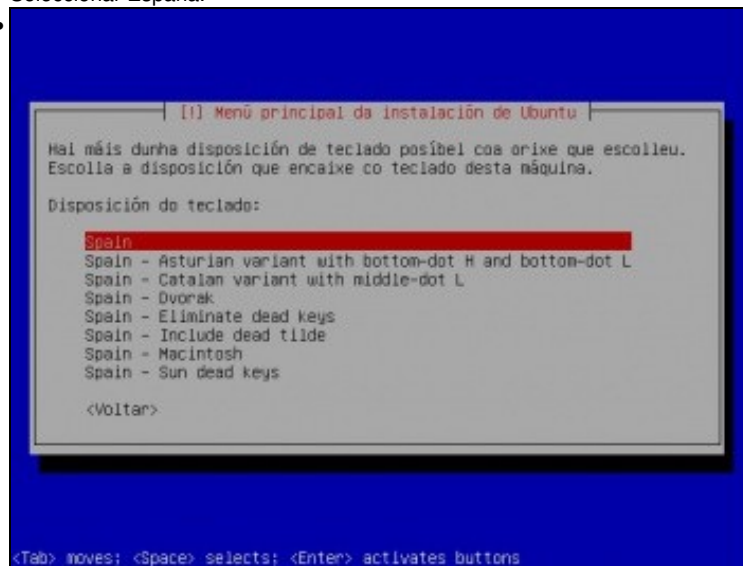 Seleccionar España.
[!] Menú principal da instalación de Ubuntu
Hai máis dunha disposición de teclado posíbel coa orixe que escolleu.
Escolla a disposición que encaixe co teclado desta máquina.
Disposición do teclado:
Spain
Spain - Asturian variant with bottom-dot H and bottom-dot L
Spain - Catalan variant with middle-dot L
Spain - Dvorak
Spain - Eliminate dead keys
Spain - Include dead tilde
Spain - Macintosh
Spain - Sun dead keys
<Voltar>
<Tab> moves; <Space> selects; <Enter> activates buttons